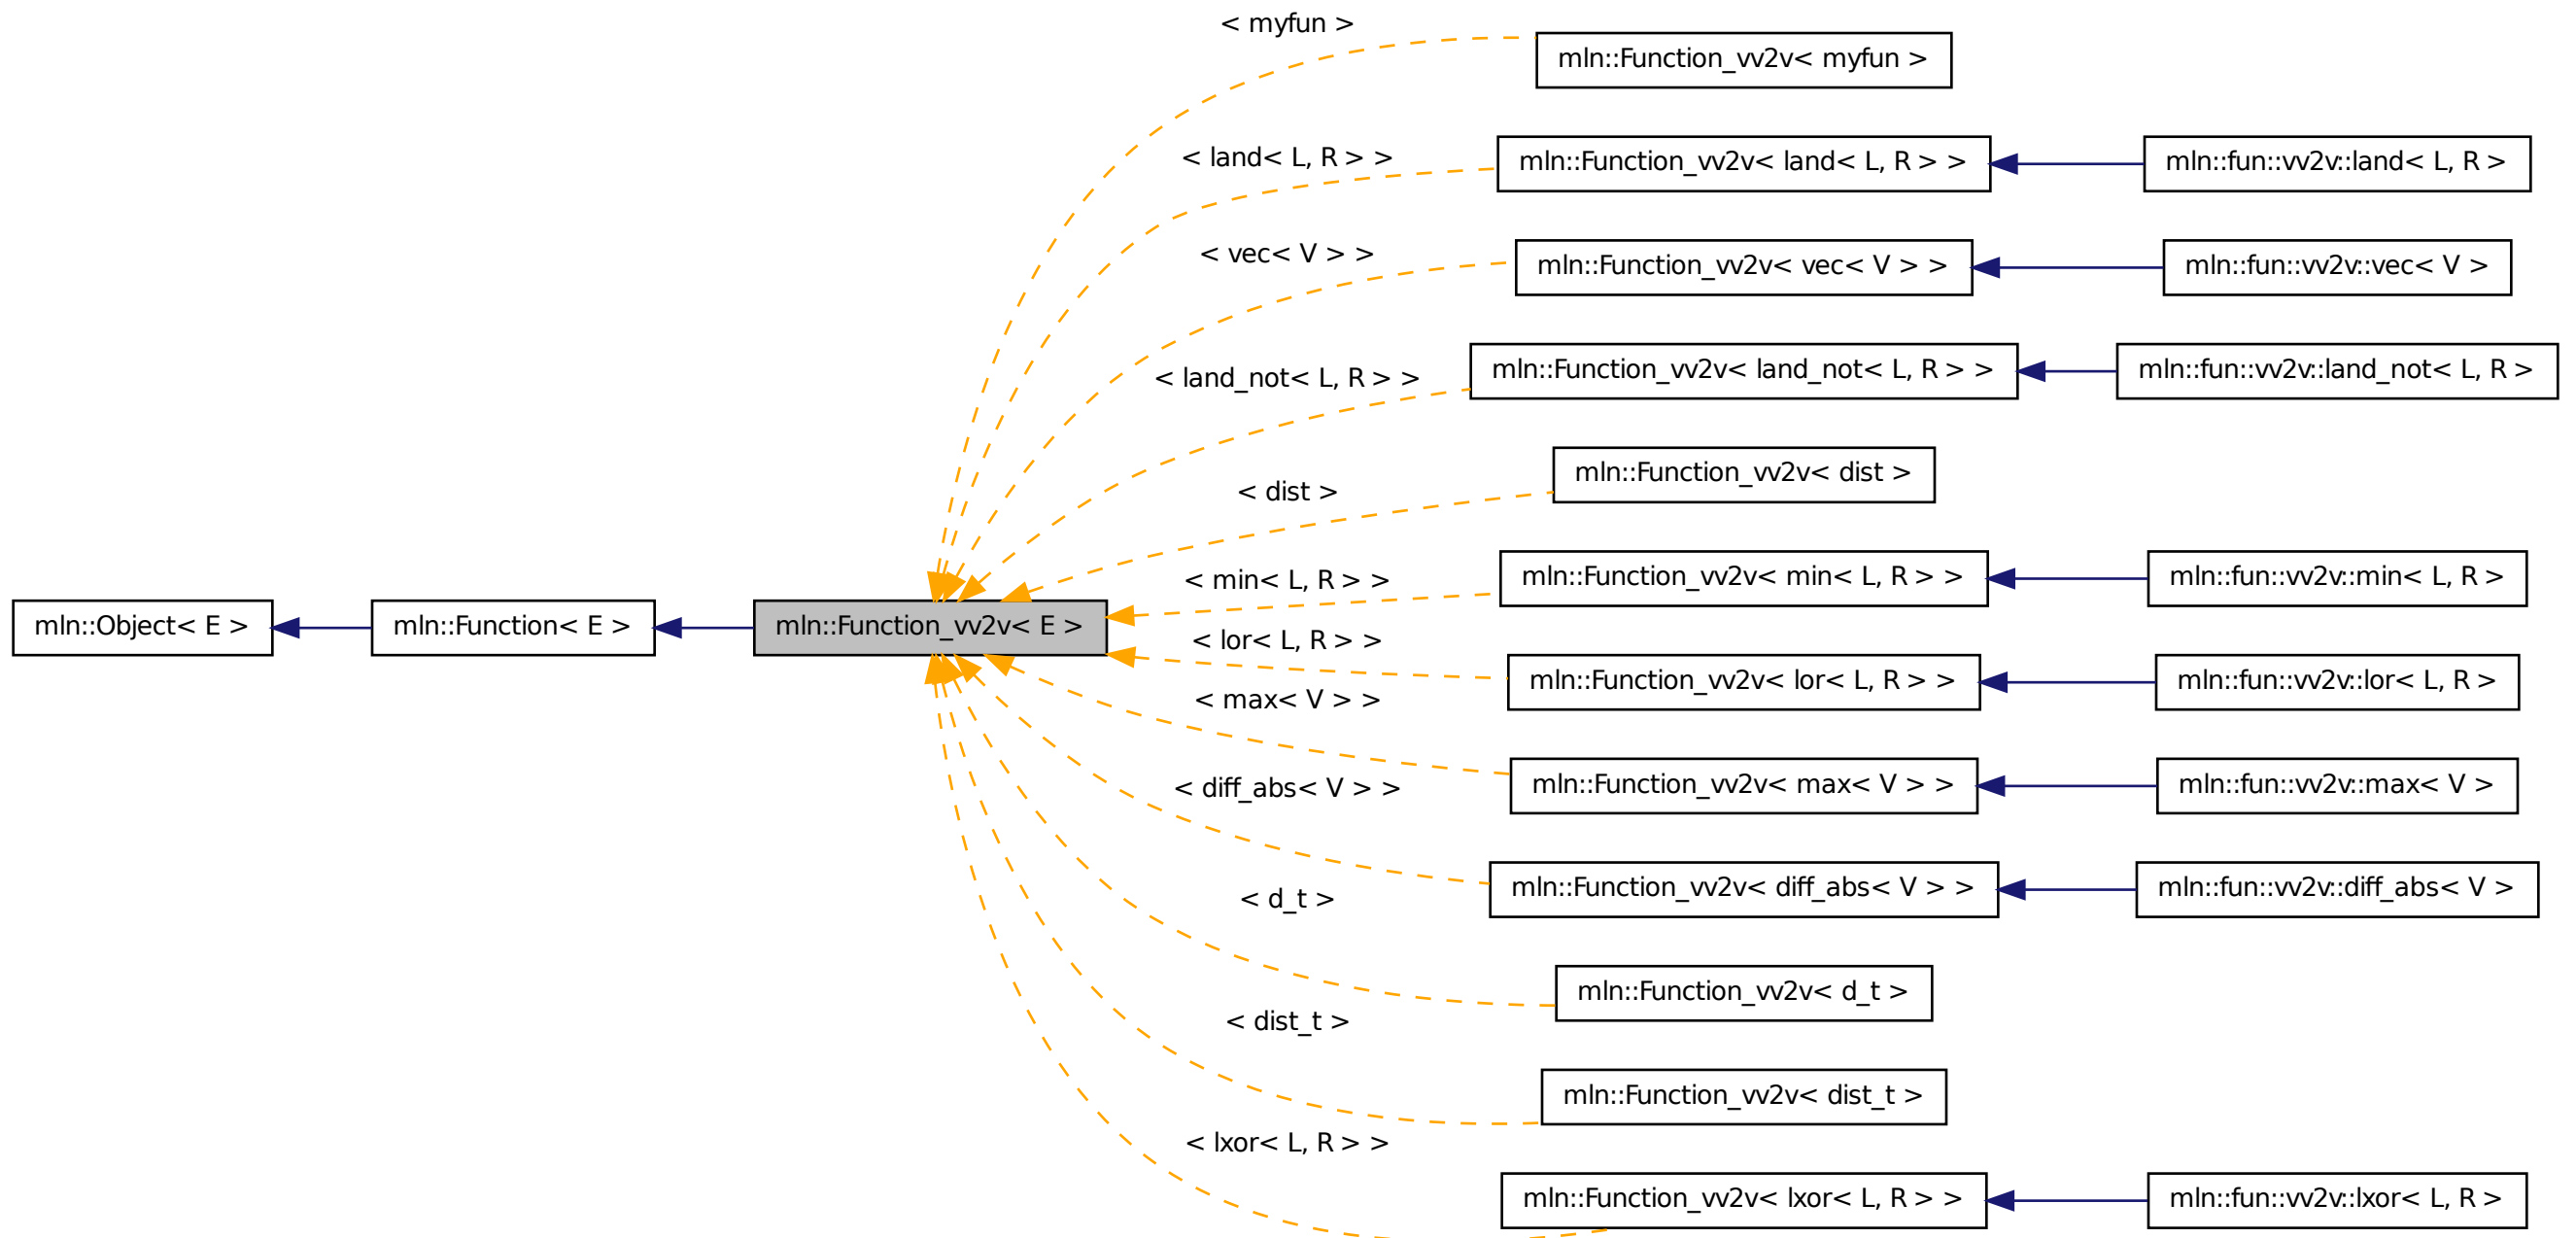 < myfun >
mln::Function_vv2v< myfun >
< land< L, R > >
mln::Function_vv2v< land< L, R > >
mln::fun::vv2v::land< L, R >
< vec< V > >
mln::Function_vv2v< vec< V > >
mln::fun::vv2v::vec< V >
< land_not< L, R > >
mln::Function_vv2v< land_not< L, R > >
mln::fun::vv2v::land_not< L, R >
< dist >
mln::Function_vv2v< dist >
< min< L, R > >
mln::Function_vv2v< min< L, R > >
mln::fun::vv2v::min< L, R >
mln::Object< E >
mln::Function< E >
mln::Function_vv2v< E >
< lor< L, R > >
mln::Function_vv2v< lor< L, R > >
mln::fun::vv2v::lor< L, R >
< max< V > >
mln::Function_vv2v< max< V > >
mln::fun::vv2v::max< V >
< diff_abs< V > >
mln::Function_vv2v< diff_abs< V > >
mln::fun::vv2v::diff_abs< V >
< d_t >
mln::Function_vv2v< d_t >
< dist_t >
mln::Function_vv2v< dist_t >
< lxor< L, R > >
mln::Function_vv2v< lxor< L, R > >
mln::fun::vv2v::lxor< L, R >